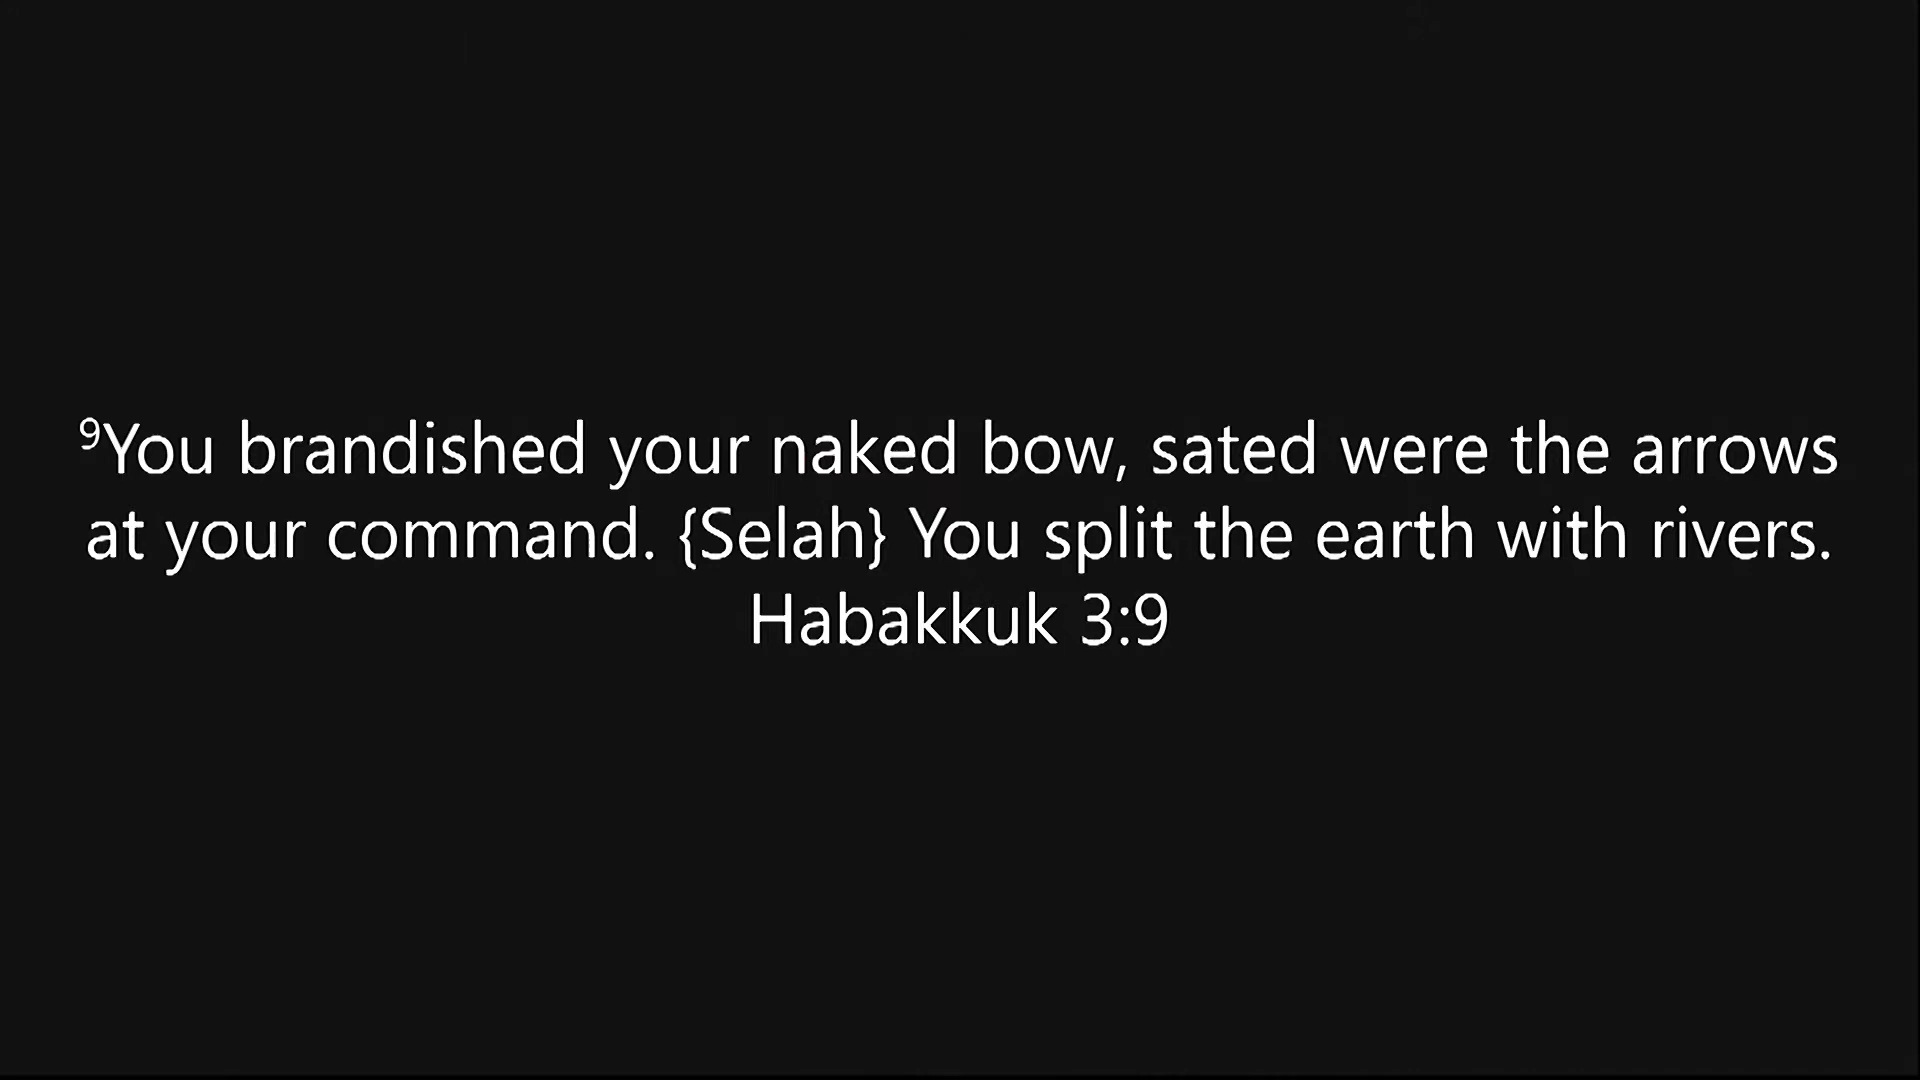 ⁹You brandished your naked bow, sated were the arrows
at your command. {Selah} You split the earth with rivers.
Habakkuk 3:9